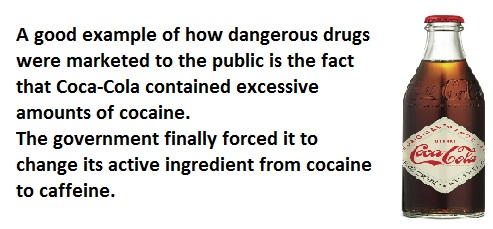 A good example of how dangerous drugs
were marketed to the public is the fact
that Coca-Cola contained excessive
amounts of cocaine.
The government finally forced it to
change its active ingredient from cocaine
to caffeine.
Coca-Cola